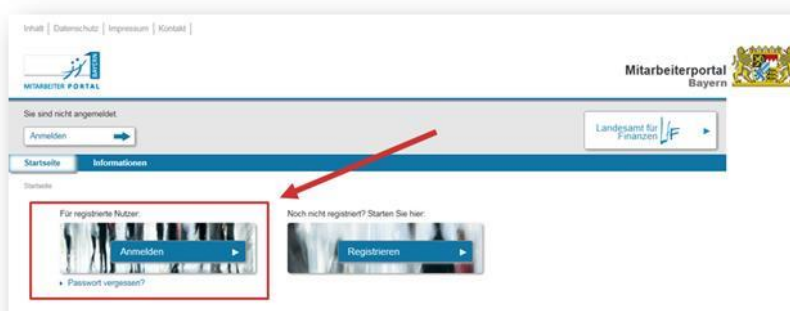 Inhalt | Datenschutz | Impressum | Kontakt |
MITARBEITER PORTAL
BAYERN
Mitarbeiterportal
Bayern
Sie sind nicht angemeldet.
Anmelden
Landesamt für
Finanzen
Startseite Informationen
Startseite
Für registrierte Nutzer:
Noch nicht registriert? Starten Sie hier:
Anmelden
Registrieren
Passwort vergessen?